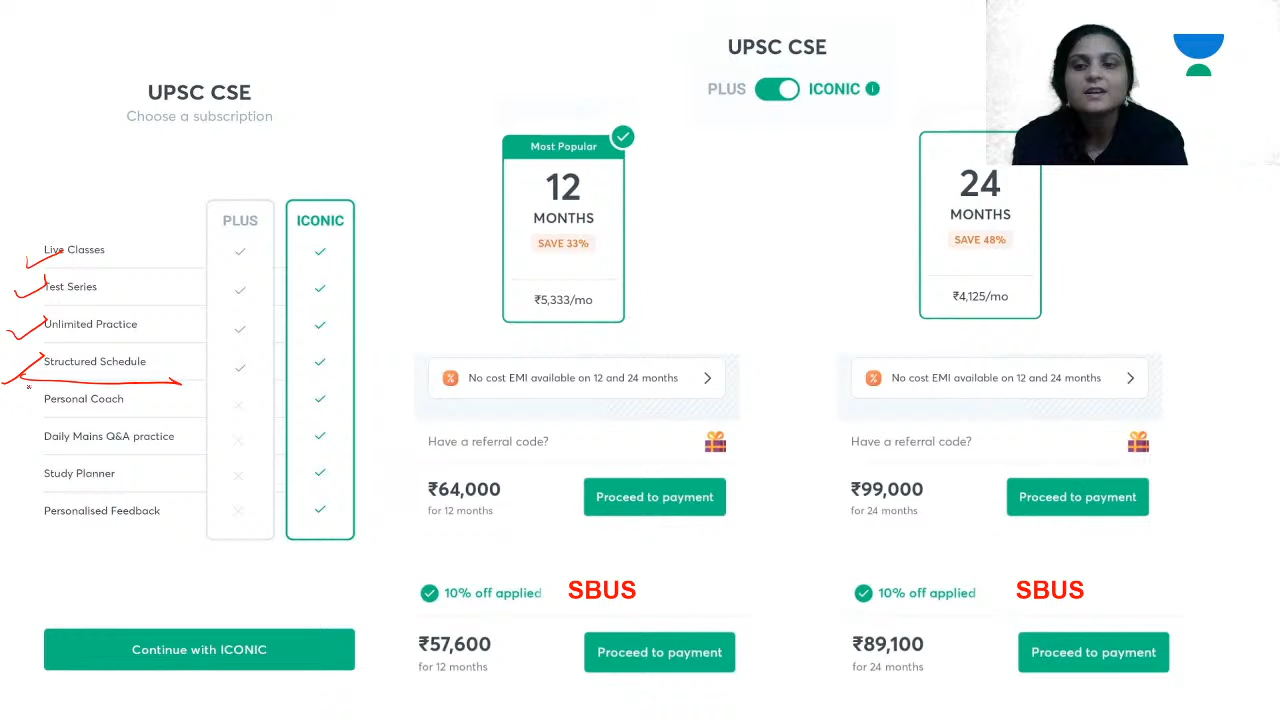 UPSC CSE
Choose a subscription
PLUS ICONIC
Live Classes
Test Series
Unlimited Practice
Structured Schedule
Personal Coach
Daily Mains Q&A practice
Study Planner
Personalised Feedback
Continue with ICONIC
UPSC CSE
PLUS ICONIC i
Most Popular
12
MONTHS
SAVE 33%
₹5,333/mo
No cost EMI available on 12 and 24 months
Have a referral code?
₹64,000
for 12 months
Proceed to payment
10% off applied SBUS
₹57,600
for 12 months
Proceed to payment
24
MONTHS
SAVE 48%
₹4,125/mo
No cost EMI available on 12 and 24 months
Have a referral code?
₹99,000
for 24 months
Proceed to payment
10% off applied SBUS
₹89,100
for 24 months
Proceed to payment